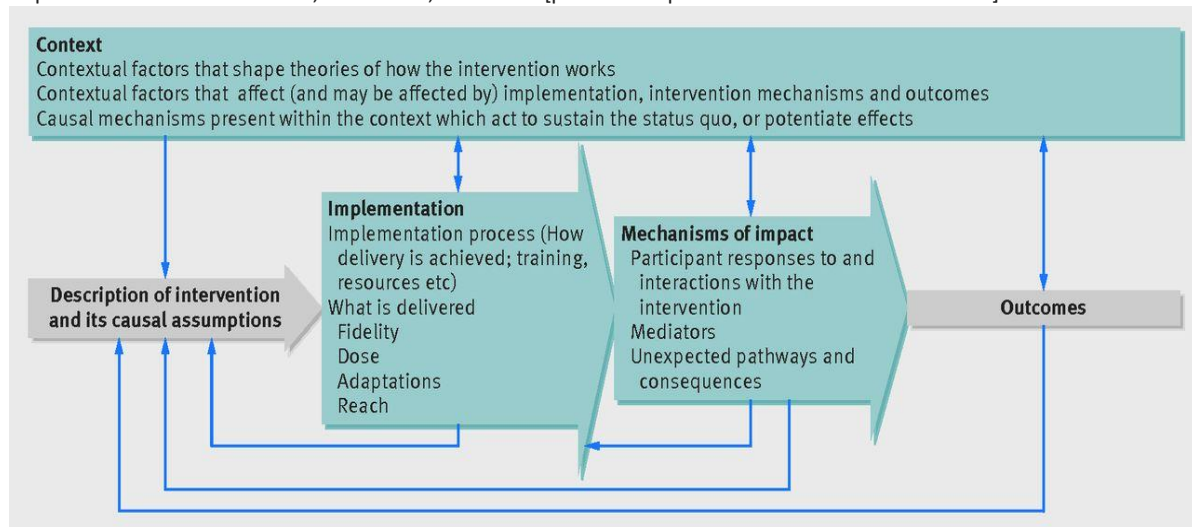 Context
Contextual factors that shape theories of how the intervention works
Contextual factors that affect (and may be affected by) implementation, intervention mechanisms and outcomes
Causal mechanisms present within the context which act to sustain the status quo, or potentiate effects
Description of intervention
and its causal assumptions
Implementation
Implementation process (How
delivery is achieved; training,
resources etc)
What is delivered
Fidelity
Dose
Adaptations
Reach
Mechanisms of impact
Participant responses to and
interactions with the
intervention
Mediators
Unexpected pathways and
consequences
Outcomes